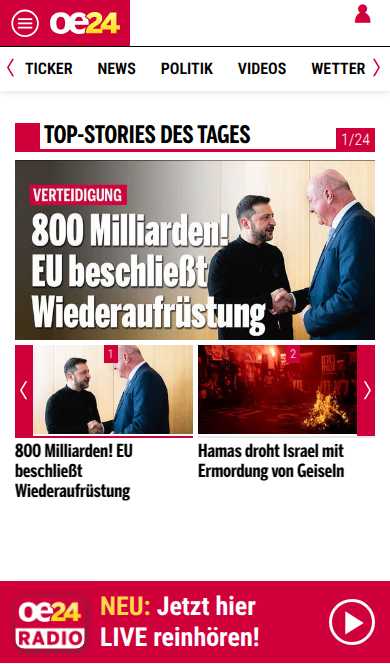 oe24
TICKER NEWS POLITIK VIDEOS WETTER
TOP-STORIES DES TAGES
1/24
VERTEIDIGUNG
800 Milliarden!
EU beschließt
Wiederaufrüstung
1
2
800 Milliarden! EU
beschließt
Wiederaufrüstung
Hamas droht Israel mit
Ermordung von Geiseln
oe24
RADIO
NEU: Jetzt hier
LIVE reinhören!